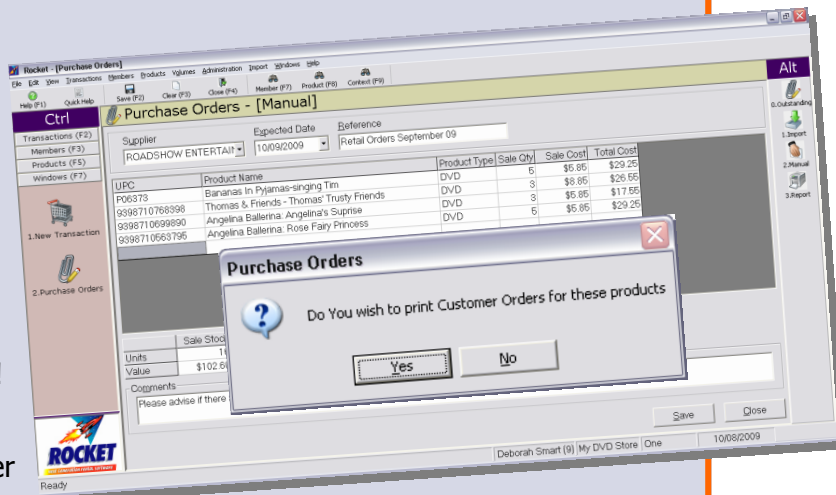 Rocket - [Purchase Orders]
File Edit View Transactions Members Products Volumes Administration Import Windows Help
Help (F1) Quick Help Save (F2) Clear (F3) Close (F4) Member (F7) Product (F8) Context (F9)
Ctrl
Transactions (F2)
Members (F3)
Products (F5)
Windows (F7)
1.New Transaction
2.Purchase Orders
Purchase Orders - [Manual]
Supplier Expected Date Reference
ROADSHOW ENTERTAIN 10/09/2009 Retail Orders September 09
UPC Product Name Product Type Sale Qty Sale Cost Total Cost
P06373 Bananas In Pyjamas-singing Tim DVD 5 $5.85 $29.25
9398710768398 Thomas & Friends - Thomas' Trusty Friends DVD 3 $8.85 $26.55
9398710699890 Angelina Ballerina: Angelina's Suprise DVD 3 $5.85 $17.55
9398710563795 Angelina Ballerina: Rose Fairy Princess DVD 5 $5.85 $29.25
Purchase Orders
Do You wish to print Customer Orders for these products
Yes No
Sale Stock
Units
Value $102.60
Comments
Please advise if there
Save Close
Alt
0.Outstanding
1.Import
2.Manual
3.Report
ROCKET
Ready
Deborah Smart (9) My DVD Store One 10/08/2009
er